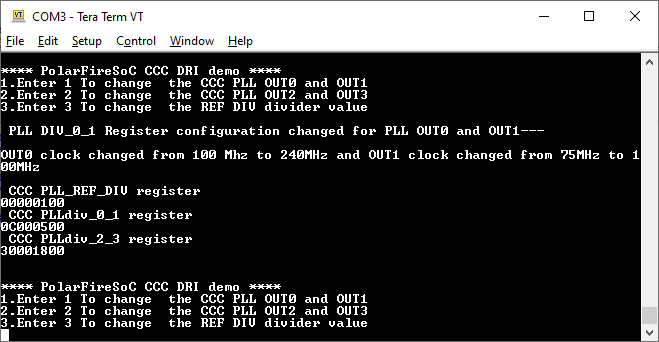 COM3 - Tera Term VT
File Edit Setup Control Window Help
**** PolarFireSoC CCC DRI demo ****
1.Enter 1 To change  the CCC PLL OUT0 and OUT1
2.Enter 2 To change  the CCC PLL OUT2 and OUT3
3.Enter 3 To change  the REF DIV divider value
PLL DIV_0_1 Register configuration changed for PLL OUT0 and OUT1---
OUT0 clock changed from 100 Mhz to 240MHz and OUT1 clock changed from 75MHz to 1
00MHz
CCC PLL_REF_DIV register
00000100
CCC PLLdiv_0_1 register
0C000500
CCC PLLdiv_2_3 register
30001800
**** PolarFireSoC CCC DRI demo ****
1.Enter 1 To change  the CCC PLL OUT0 and OUT1
2.Enter 2 To change  the CCC PLL OUT2 and OUT3
3.Enter 3 To change  the REF DIV divider value